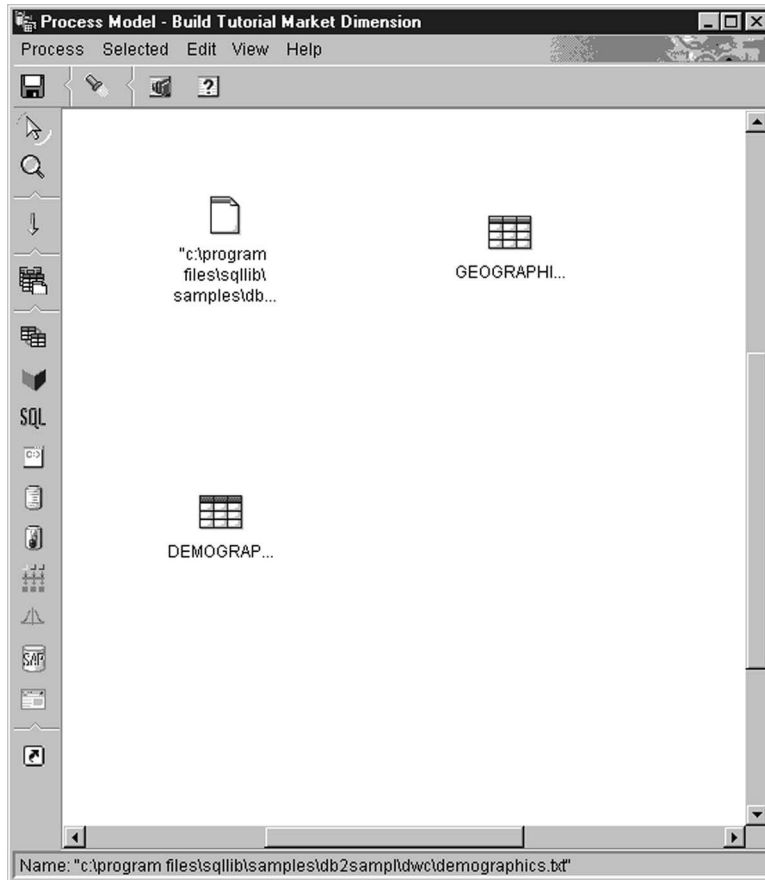 Process Model - Build Tutorial Market Dimension
Process Selected Edit View Help
"c:\program
files\sqllib\
samples\db...
GEOGRAPHI...
SQL
DEMOGRAP...
SAP
Name: "c:\program files\sqllib\samples\db2sampl\dwc\demographics.txt"